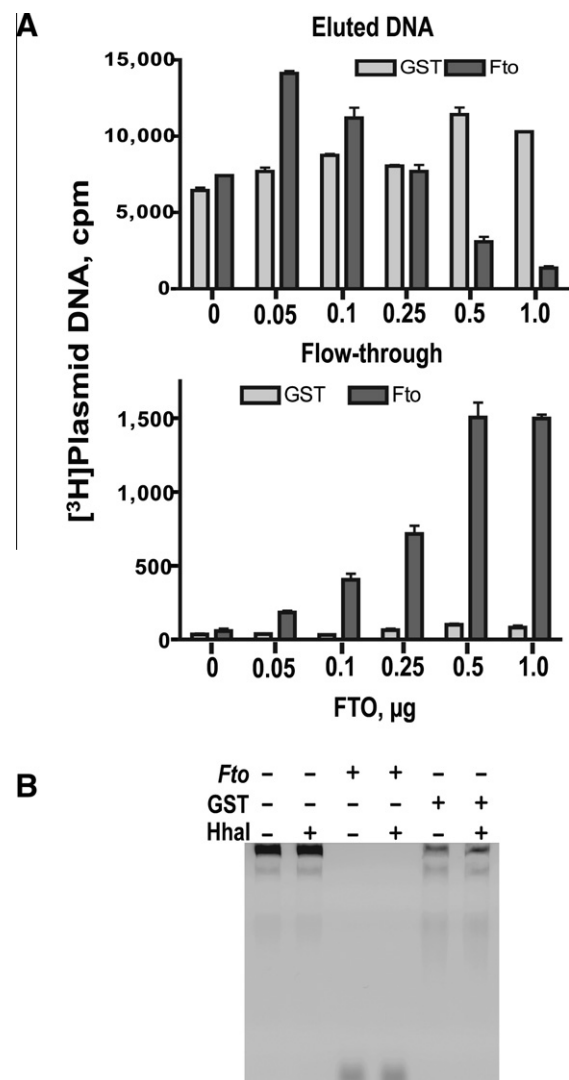 A
Eluted DNA
GST Fto
15,000
10,000
5,000
0
0 0.05 0.1 0.25 0.5 1.0
[³H]Plasmid DNA, cpm
Flow-through
GST Fto
1,500
1,000
500
0
0 0.05 0.1 0.25 0.5 1.0
FTO, µg
B
Fto – – + + – –
GST – – – – + +
HhaI – + – + – +